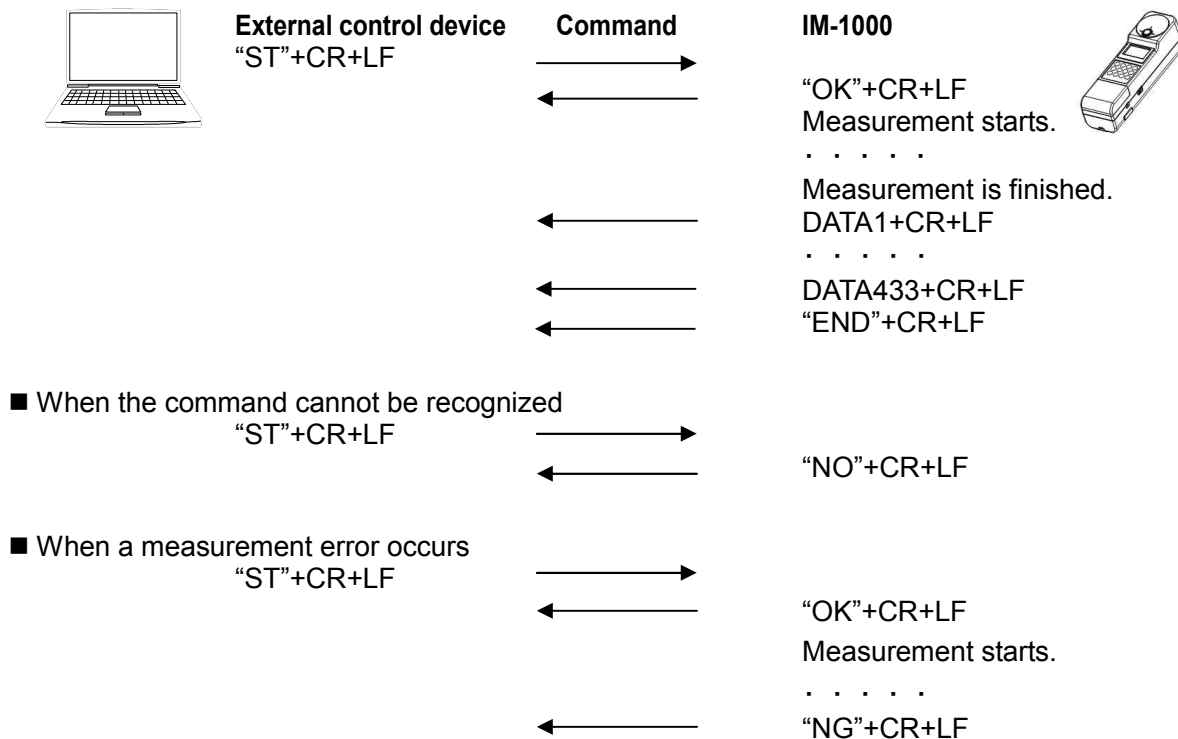 External control device Command IM-1000
“ST”+CR+LF
“OK”+CR+LF
Measurement starts.
・・・・・
Measurement is finished.
DATA1+CR+LF
・・・・・
DATA433+CR+LF
“END”+CR+LF
■ When the command cannot be recognized
“ST”+CR+LF
“NO”+CR+LF
■ When a measurement error occurs
“ST”+CR+LF
“OK”+CR+LF
Measurement starts.
・・・・・
“NG”+CR+LF